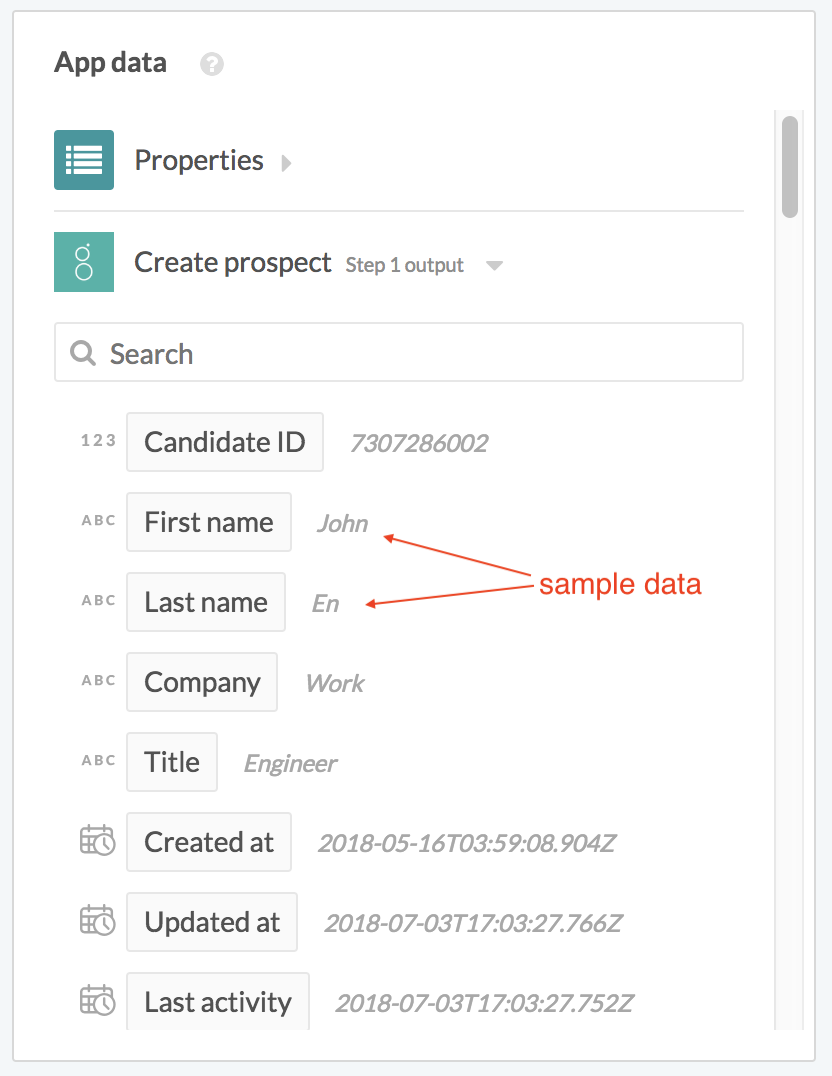 App data ?
Properties
Create prospect Step 1 output
Search
123 Candidate ID 7307286002
ABC First name John
sample data
ABC Last name En
ABC Company Work
ABC Title Engineer
Created at 2018-05-16T03:59:08.904Z
Updated at 2018-07-03T17:03:27.766Z
Last activity 2018-07-03T17:03:27.752Z